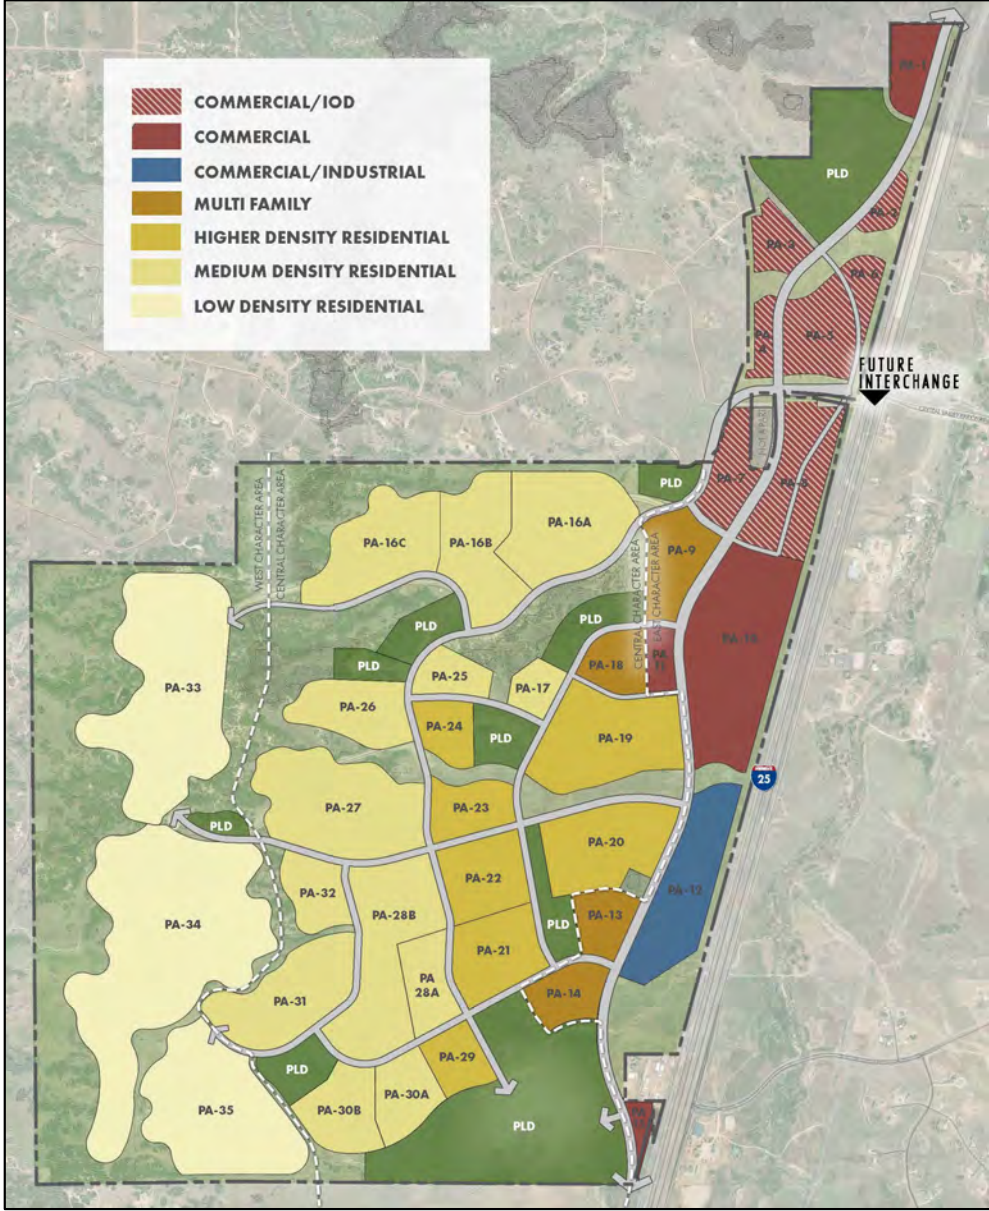 COMMERCIAL/IOD
COMMERCIAL
COMMERCIAL/INDUSTRIAL
MULTI FAMILY
HIGHER DENSITY RESIDENTIAL
MEDIUM DENSITY RESIDENTIAL
LOW DENSITY RESIDENTIAL
PA-1
PLD
PA-2
PA-3
PA-6
PA-5
PA
FUTURE
INTERCHANGE
PA-7
PLD
WEST CHARACTER AREA
CENTRAL CHARACTER AREA
PA-16A
PA-16B
PA-16C
PA-9
CENTRAL CHARACTER AREA
EAST CHARACTER AREA
PLD
PLD
PLD
PA-18
PA
PA-25
PA-17
PA-33
PA-26
PA-24
PLD
PA-19
25
PA-27
PA-23
PLD
PA-20
PA-22
PA-12
PA-32
PA-28B
PA-13
PLD
PA-34
PA-21
PA
28A
PA-14
PA-31
PA-29
PLD
PA-30A
PA-30B
PA-35
PLD
PA